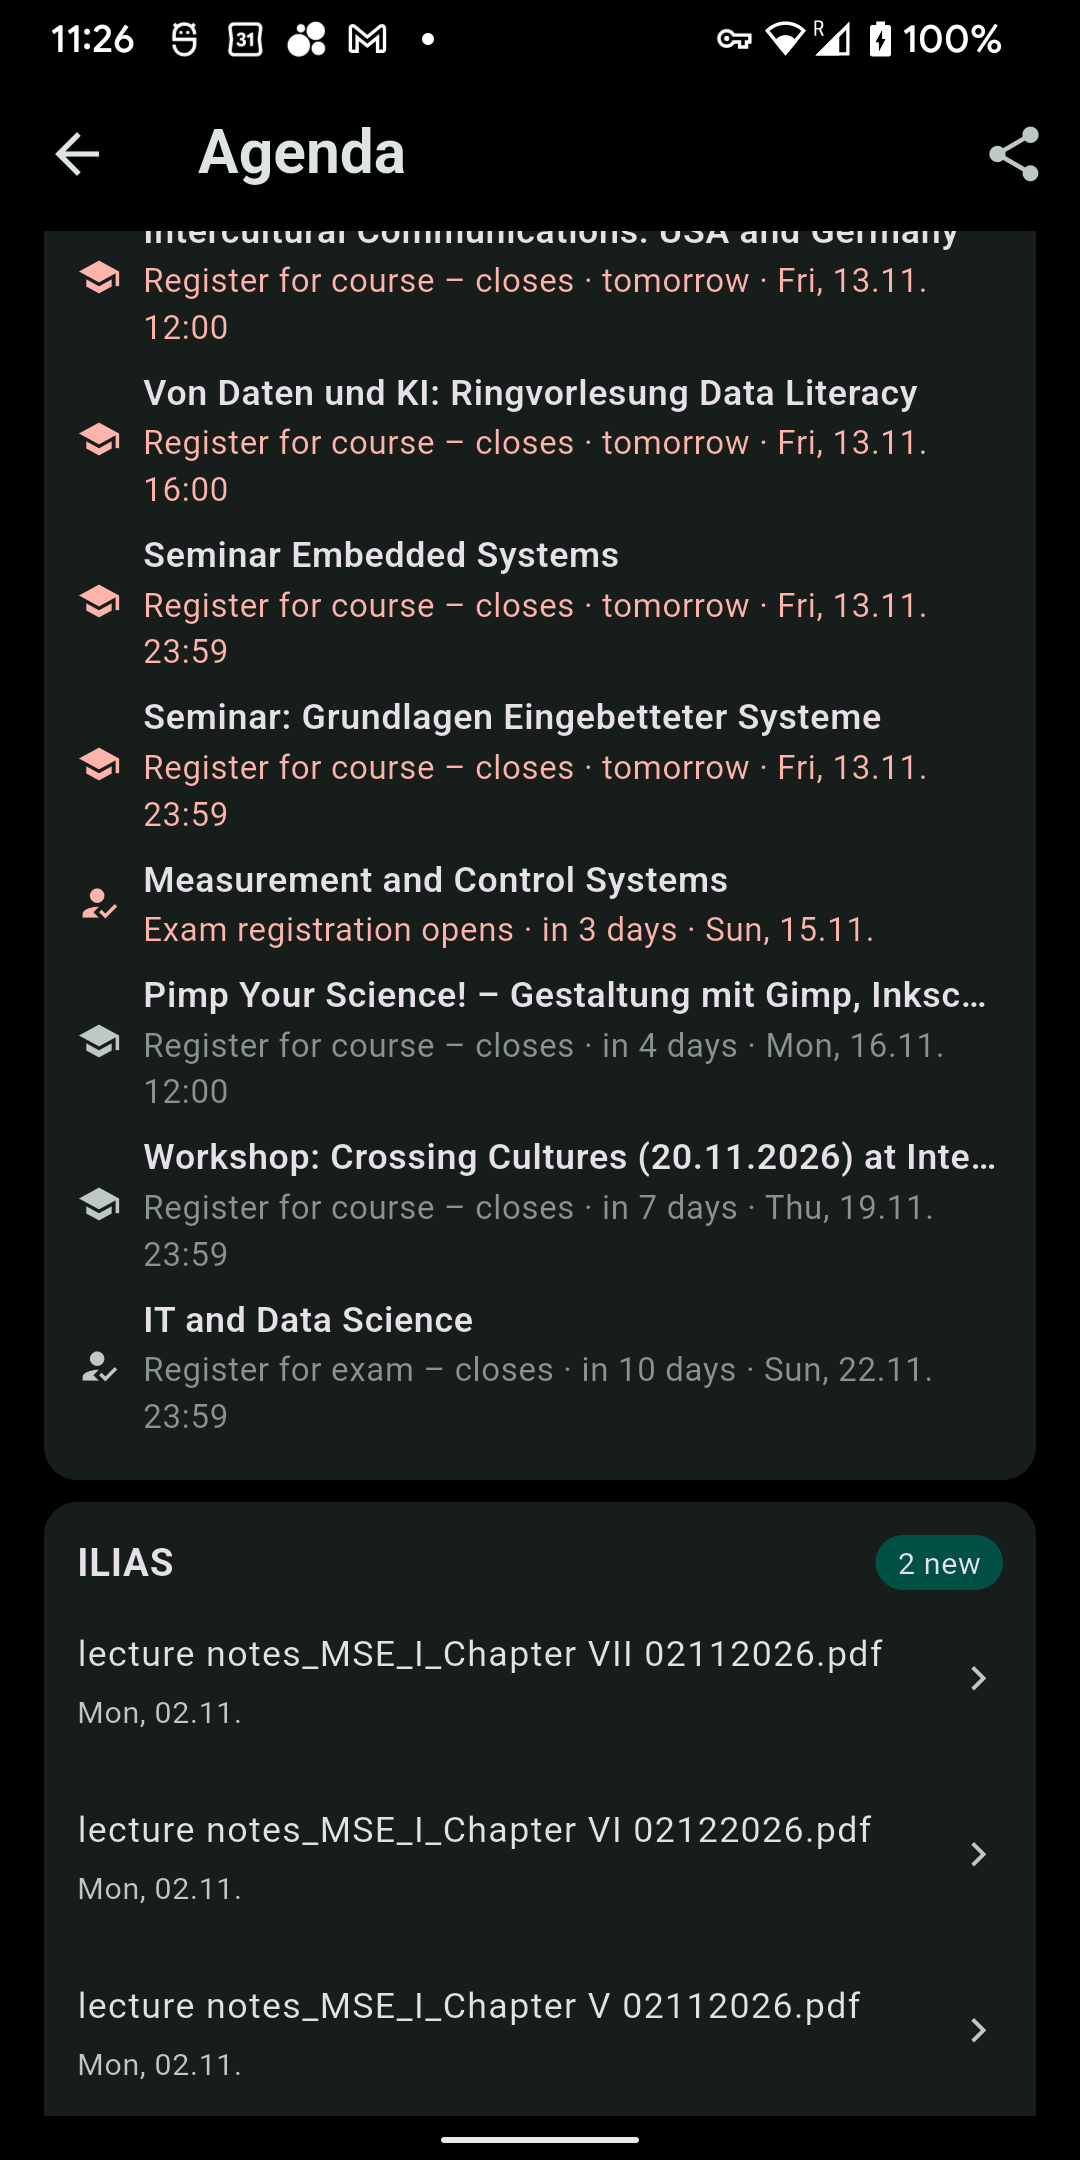 11:26
31
R
100%
Agenda
Intercultural Communications: USA and Germany
Register for course – closes · tomorrow · Fri, 13.11.
12:00
Von Daten und KI: Ringvorlesung Data Literacy
Register for course – closes · tomorrow · Fri, 13.11.
16:00
Seminar Embedded Systems
Register for course – closes · tomorrow · Fri, 13.11.
23:59
Seminar: Grundlagen Eingebetteter Systeme
Register for course – closes · tomorrow · Fri, 13.11.
23:59
Measurement and Control Systems
Exam registration opens · in 3 days · Sun, 15.11.
Pimp Your Science! – Gestaltung mit Gimp, Inksc…
Register for course – closes · in 4 days · Mon, 16.11.
12:00
Workshop: Crossing Cultures (20.11.2026) at Inte…
Register for course – closes · in 7 days · Thu, 19.11.
23:59
IT and Data Science
Register for exam – closes · in 10 days · Sun, 22.11.
23:59
ILIAS
2 new
lecture notes_MSE_I_Chapter VII 02112026.pdf
Mon, 02.11.
lecture notes_MSE_I_Chapter VI 02122026.pdf
Mon, 02.11.
lecture notes_MSE_I_Chapter V 02112026.pdf
Mon, 02.11.